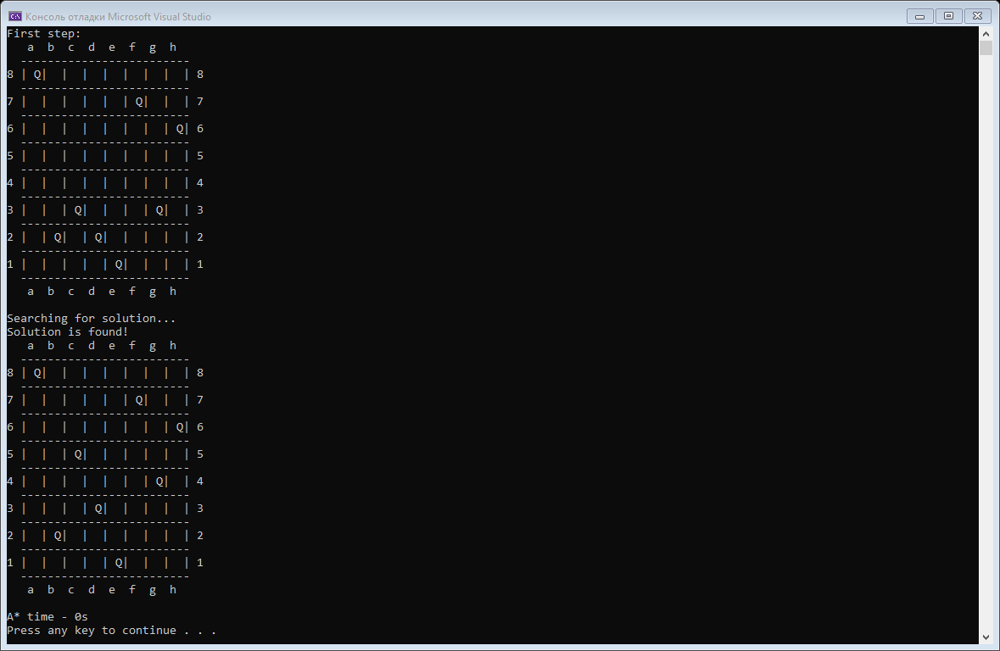 Консоль отладки Microsoft Visual Studio
First step:
   a  b  c  d  e  f  g  h
  -------------------------
8 | Q|  |  |  |  |  |  |  | 8
  -------------------------
7 |  |  |  |  |  | Q|  |  | 7
  -------------------------
6 |  |  |  |  |  |  |  | Q| 6
  -------------------------
5 |  |  |  |  |  |  |  |  | 5
  -------------------------
4 |  |  |  |  |  |  |  |  | 4
  -------------------------
3 |  |  | Q|  |  |  | Q|  | 3
  -------------------------
2 |  | Q|  | Q|  |  |  |  | 2
  -------------------------
1 |  |  |  |  | Q|  |  |  | 1
  -------------------------
   a  b  c  d  e  f  g  h
Searching for solution...
Solution is found!
   a  b  c  d  e  f  g  h
  -------------------------
8 | Q|  |  |  |  |  |  |  | 8
  -------------------------
7 |  |  |  |  |  | Q|  |  | 7
  -------------------------
6 |  |  |  |  |  |  |  | Q| 6
  -------------------------
5 |  |  | Q|  |  |  |  |  | 5
  -------------------------
4 |  |  |  |  |  |  | Q|  | 4
  -------------------------
3 |  |  |  | Q|  |  |  |  | 3
  -------------------------
2 |  | Q|  |  |  |  |  |  | 2
  -------------------------
1 |  |  |  |  | Q|  |  |  | 1
  -------------------------
   a  b  c  d  e  f  g  h
A* time - 0s
Press any key to continue . . .